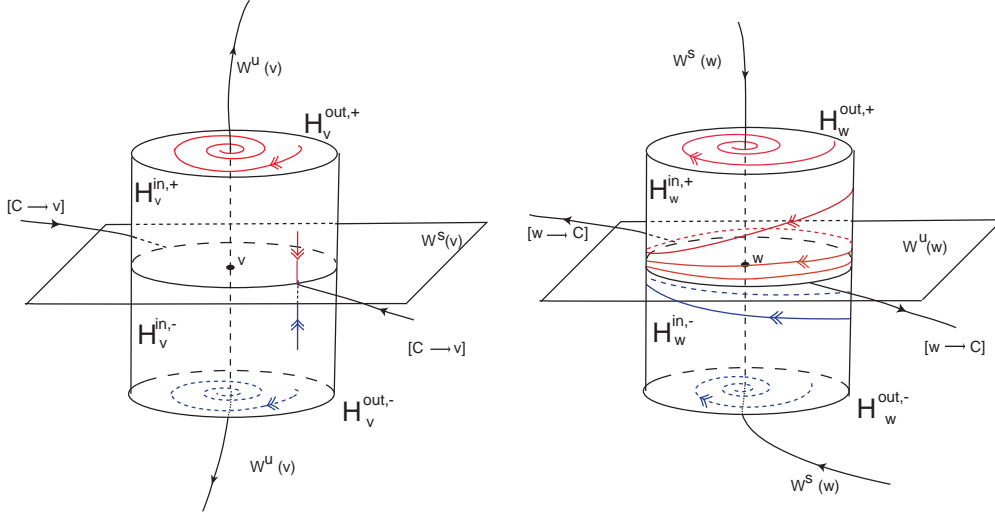 W^u (v)
H_v^{out,+}
H_v^{in,+}
[C → v]
W^s(v)
v
H_v^{in,-}
[C → v]
H_v^{out,-}
W^u (v)
W^s (w)
H_w^{out,+}
H_w^{in,+}
[w → C]
W^u(w)
w
H_w^{in,-}
[w → C]
H_w^{out,-}
W^s (w)